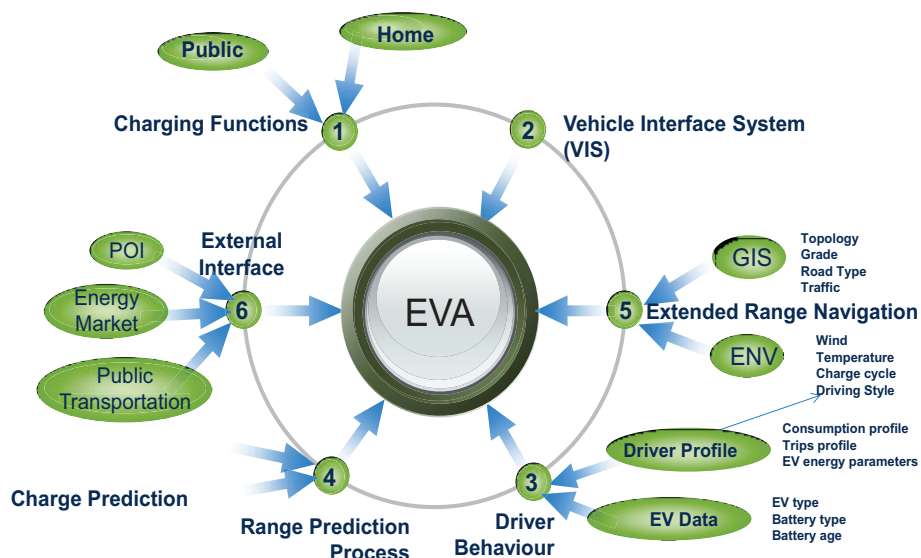 Public
Home
Charging Functions
1
2
Vehicle Interface System
(VIS)
POI
Energy
Market
Public
Transportation
External
Interface
6
EVA
5
Extended Range Navigation
GIS
Topology
Grade
Road Type
Traffic
ENV
Wind
Temperature
Charge cycle
Driving Style
Driver Profile
Consumption profile
Trips profile
EV energy parameters
EV Data
EV type
Battery type
Battery age
3
Driver
Behaviour
4
Charge Prediction
Range Prediction
Process